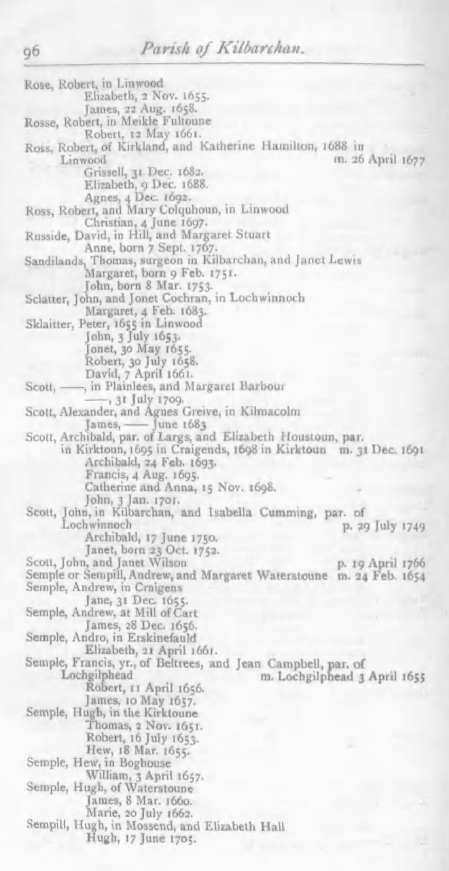 96 Parish of Kilbarchan.
Rose, Robert, in Linwood
Elizabeth, 2 Nov. 1655.
James, 22 Aug. 1658.
Rosse, Robert, in Meikle Fultoune
Robert, 12 May 1661.
Ross, Robert, of Kirkland, and Katherine Hamilton, 1688 in
Linwood m. 26 April 1677
Grissell, 31 Dec. 1682.
Elizabeth, 9 Dec. 1688.
Agnes, 4 Dec. 1692.
Ross, Robert, and Mary Colquhoun, in Linwood
Christian, 4 June 1697.
Russide, David, in Hill, and Margaret Stuart
Anne, born 7 Sept. 1767.
Sandilands, Thomas, surgeon in Kilbarchan, and Janet Lewis
Margaret, born 9 Feb. 1751.
John, born 8 Mar. 1753.
Sclatter, John, and Jonet Cochran, in Lochwinnoch
Margaret, 4 Feb. 1683.
Sklaitter, Peter, 1655 in Linwood
John, 3 July 1653.
Jonet, 30 May 1655.
Robert, 30 July 1658.
David, 7 April 1661.
Scott, ——, in Plainlees, and Margaret Barbour
——, 31 July 1709.
Scott, Alexander, and Agnes Greive, in Kilmacolm
James, —— June 1683
Scott, Archibald, par. of Largs, and Elizabeth Houstoun, par.
in Kirktoun, 1695 in Craigends, 1698 in Kirktoun m. 31 Dec. 1691
Archibald, 24 Feb. 1693.
Francis, 4 Aug. 1695.
Catherine and Anna, 15 Nov. 1698.
John, 3 Jan. 1701.
Scott, John, in Kilbarchan, and Isabella Cumming, par. of
Lochwinnoch p. 29 July 1749
Archibald, 17 June 1750.
Janet, born 23 Oct. 1752.
Scott, John, and Janet Wilson p. 19 April 1766
Semple or Sempill, Andrew, and Margaret Waterstoune m. 24 Feb. 1654
Semple, Andrew, in Craigens
Jane, 31 Dec. 1655.
Semple, Andrew, at Mill of Cart
James, 28 Dec. 1656.
Semple, Andro, in Erskinefauld
Elizabeth, 21 April 1661.
Semple, Francis, yr., of Beltrees, and Jean Campbell, par. of
Lochgilphead m. Lochgilphead 3 April 1655
Robert, 11 April 1656.
James, 10 May 1657.
Semple, Hugh, in the Kirktoune
Thomas, 2 Nov. 1651.
Robert, 16 July 1653.
Hew, 18 Mar. 1655.
Semple, Hew, in Boghouse
William, 3 April 1657.
Semple, Hugh, of Waterstoune
James, 8 Mar. 1660.
Marie, 20 July 1662.
Sempill, Hugh, in Mossend, and Elizabeth Hall
Hugh, 17 June 1705.